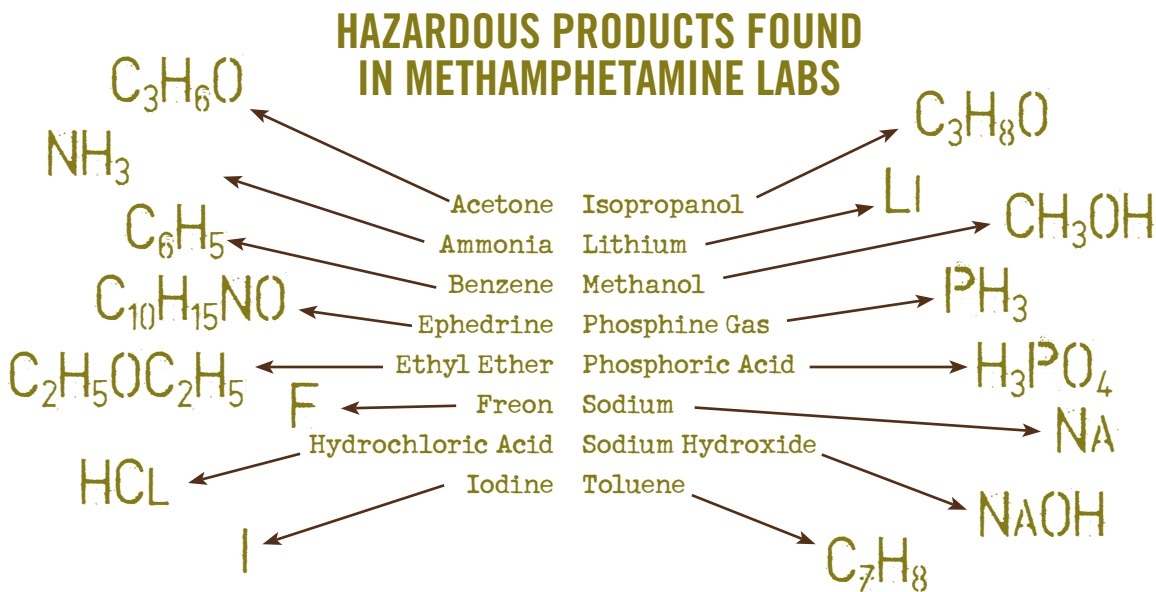 HAZARDOUS PRODUCTS FOUND
IN METHAMPHETAMINE LABS
C₃H₆O
NH₃
C₆H₅
C₁₀H₁₅NO
C₂H₅OC₂H₅
F
HCL
I
Acetone
Ammonia
Benzene
Ephedrine
Ethyl Ether
Freon
Hydrochloric Acid
Iodine
Isopropanol
Lithium
Methanol
Phosphine Gas
Phosphoric Acid
Sodium
Sodium Hydroxide
Toluene
C₃H₈O
LI
CH₃OH
PH₃
H₃PO₄
NA
NAOH
C₇H₈